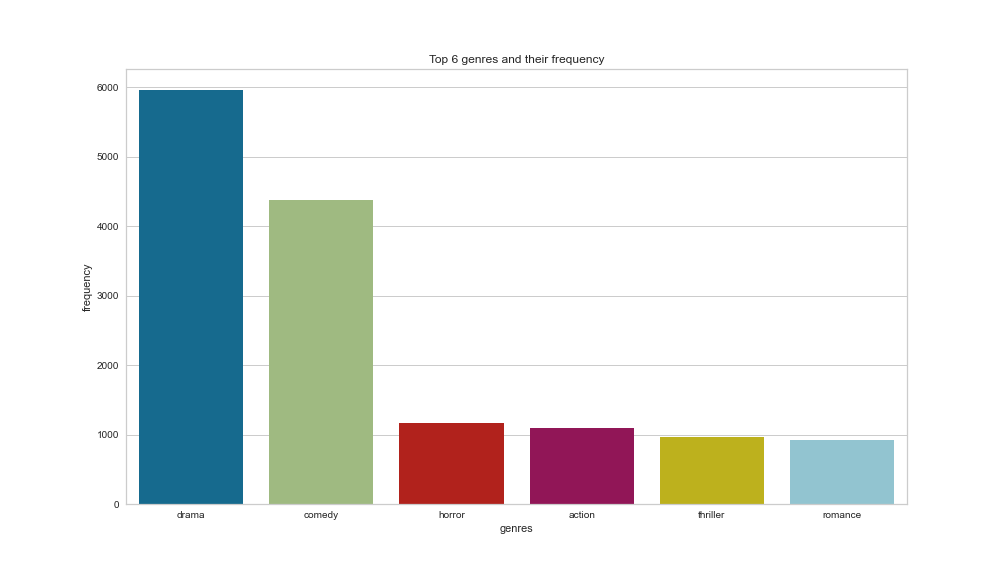 Top 6 genres and their frequency
6000
5000
4000
3000
2000
1000
0
frequency
drama
comedy
horror
action
thriller
romance
genres